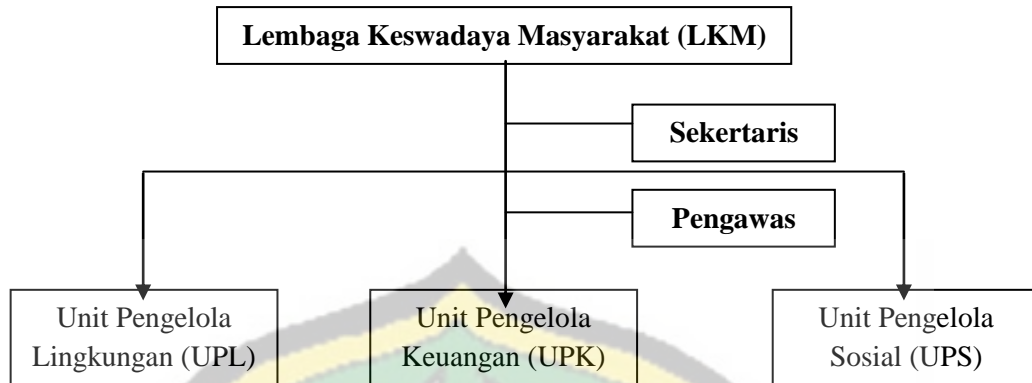 Lembaga Keswadaya Masyarakat (LKM)
Sekertaris
Pengawas
Unit Pengelola
Lingkungan (UPL)
Unit Pengelola
Keuangan (UPK)
Unit Pengelola
Sosial (UPS)